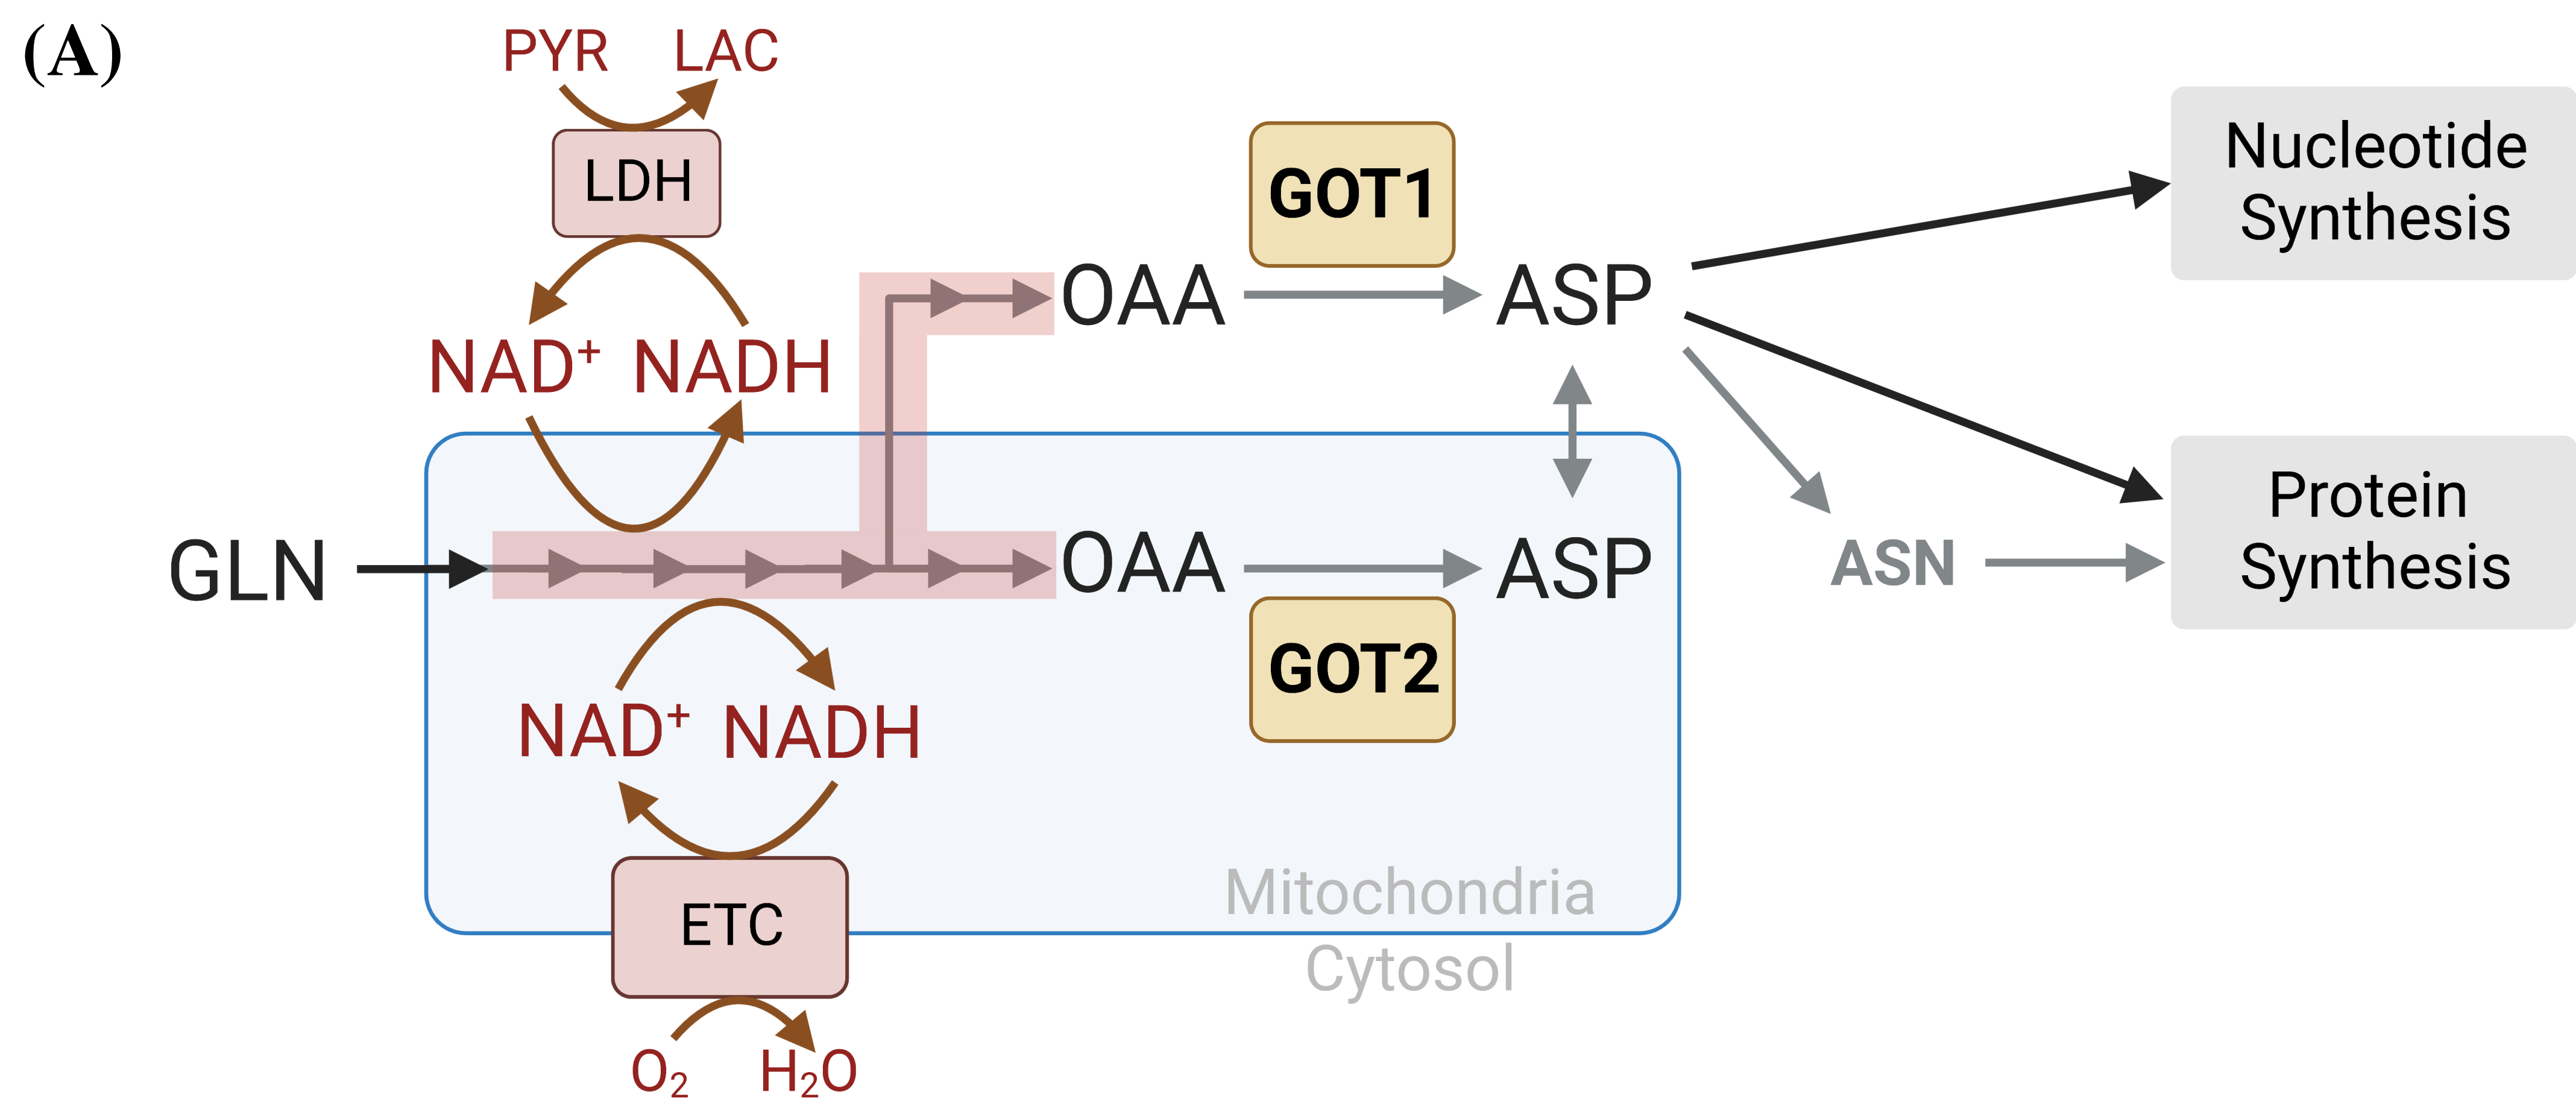 (A)
PYR LAC
LDH
NAD⁺ NADH
GOT1
OAA ASP
Nucleotide
Synthesis
GLN
OAA ASP
GOT2
ASN
Protein
Synthesis
NAD⁺ NADH
ETC
Mitochondria
Cytosol
O₂ H₂O